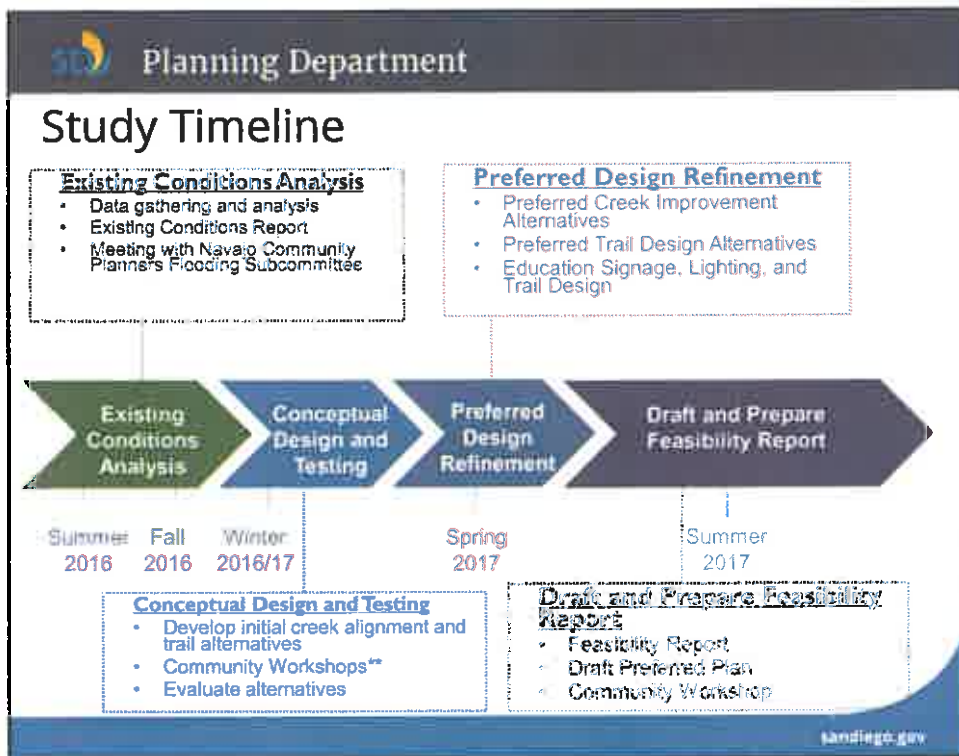 SD Planning Department
Study Timeline
Existing Conditions Analysis
• Data gathering and analysis
• Existing Conditions Report
• Meeting with Navajo Community
Planners Flooding Subcommittee
Preferred Design Refinement
• Preferred Creek Improvement
Alternatives
• Preferred Trail Design Alternatives
• Education Signage, Lighting, and
Trail Design
Existing
Conditions
Analysis
Conceptual
Design and
Testing
Preferred
Design
Refinement
Draft and Prepare
Feasibility Report
Summer
2016
Fall
2016
Winter
2016/17
Spring
2017
Summer
2017
Conceptual Design and Testing
• Develop initial creek alignment and
trail alternatives
• Community Workshops**
• Evaluate alternatives
Draft and Prepare Feasibility
Report
• Feasibility Report
• Draft Preferred Plan
• Community Workshop
sandiego.gov